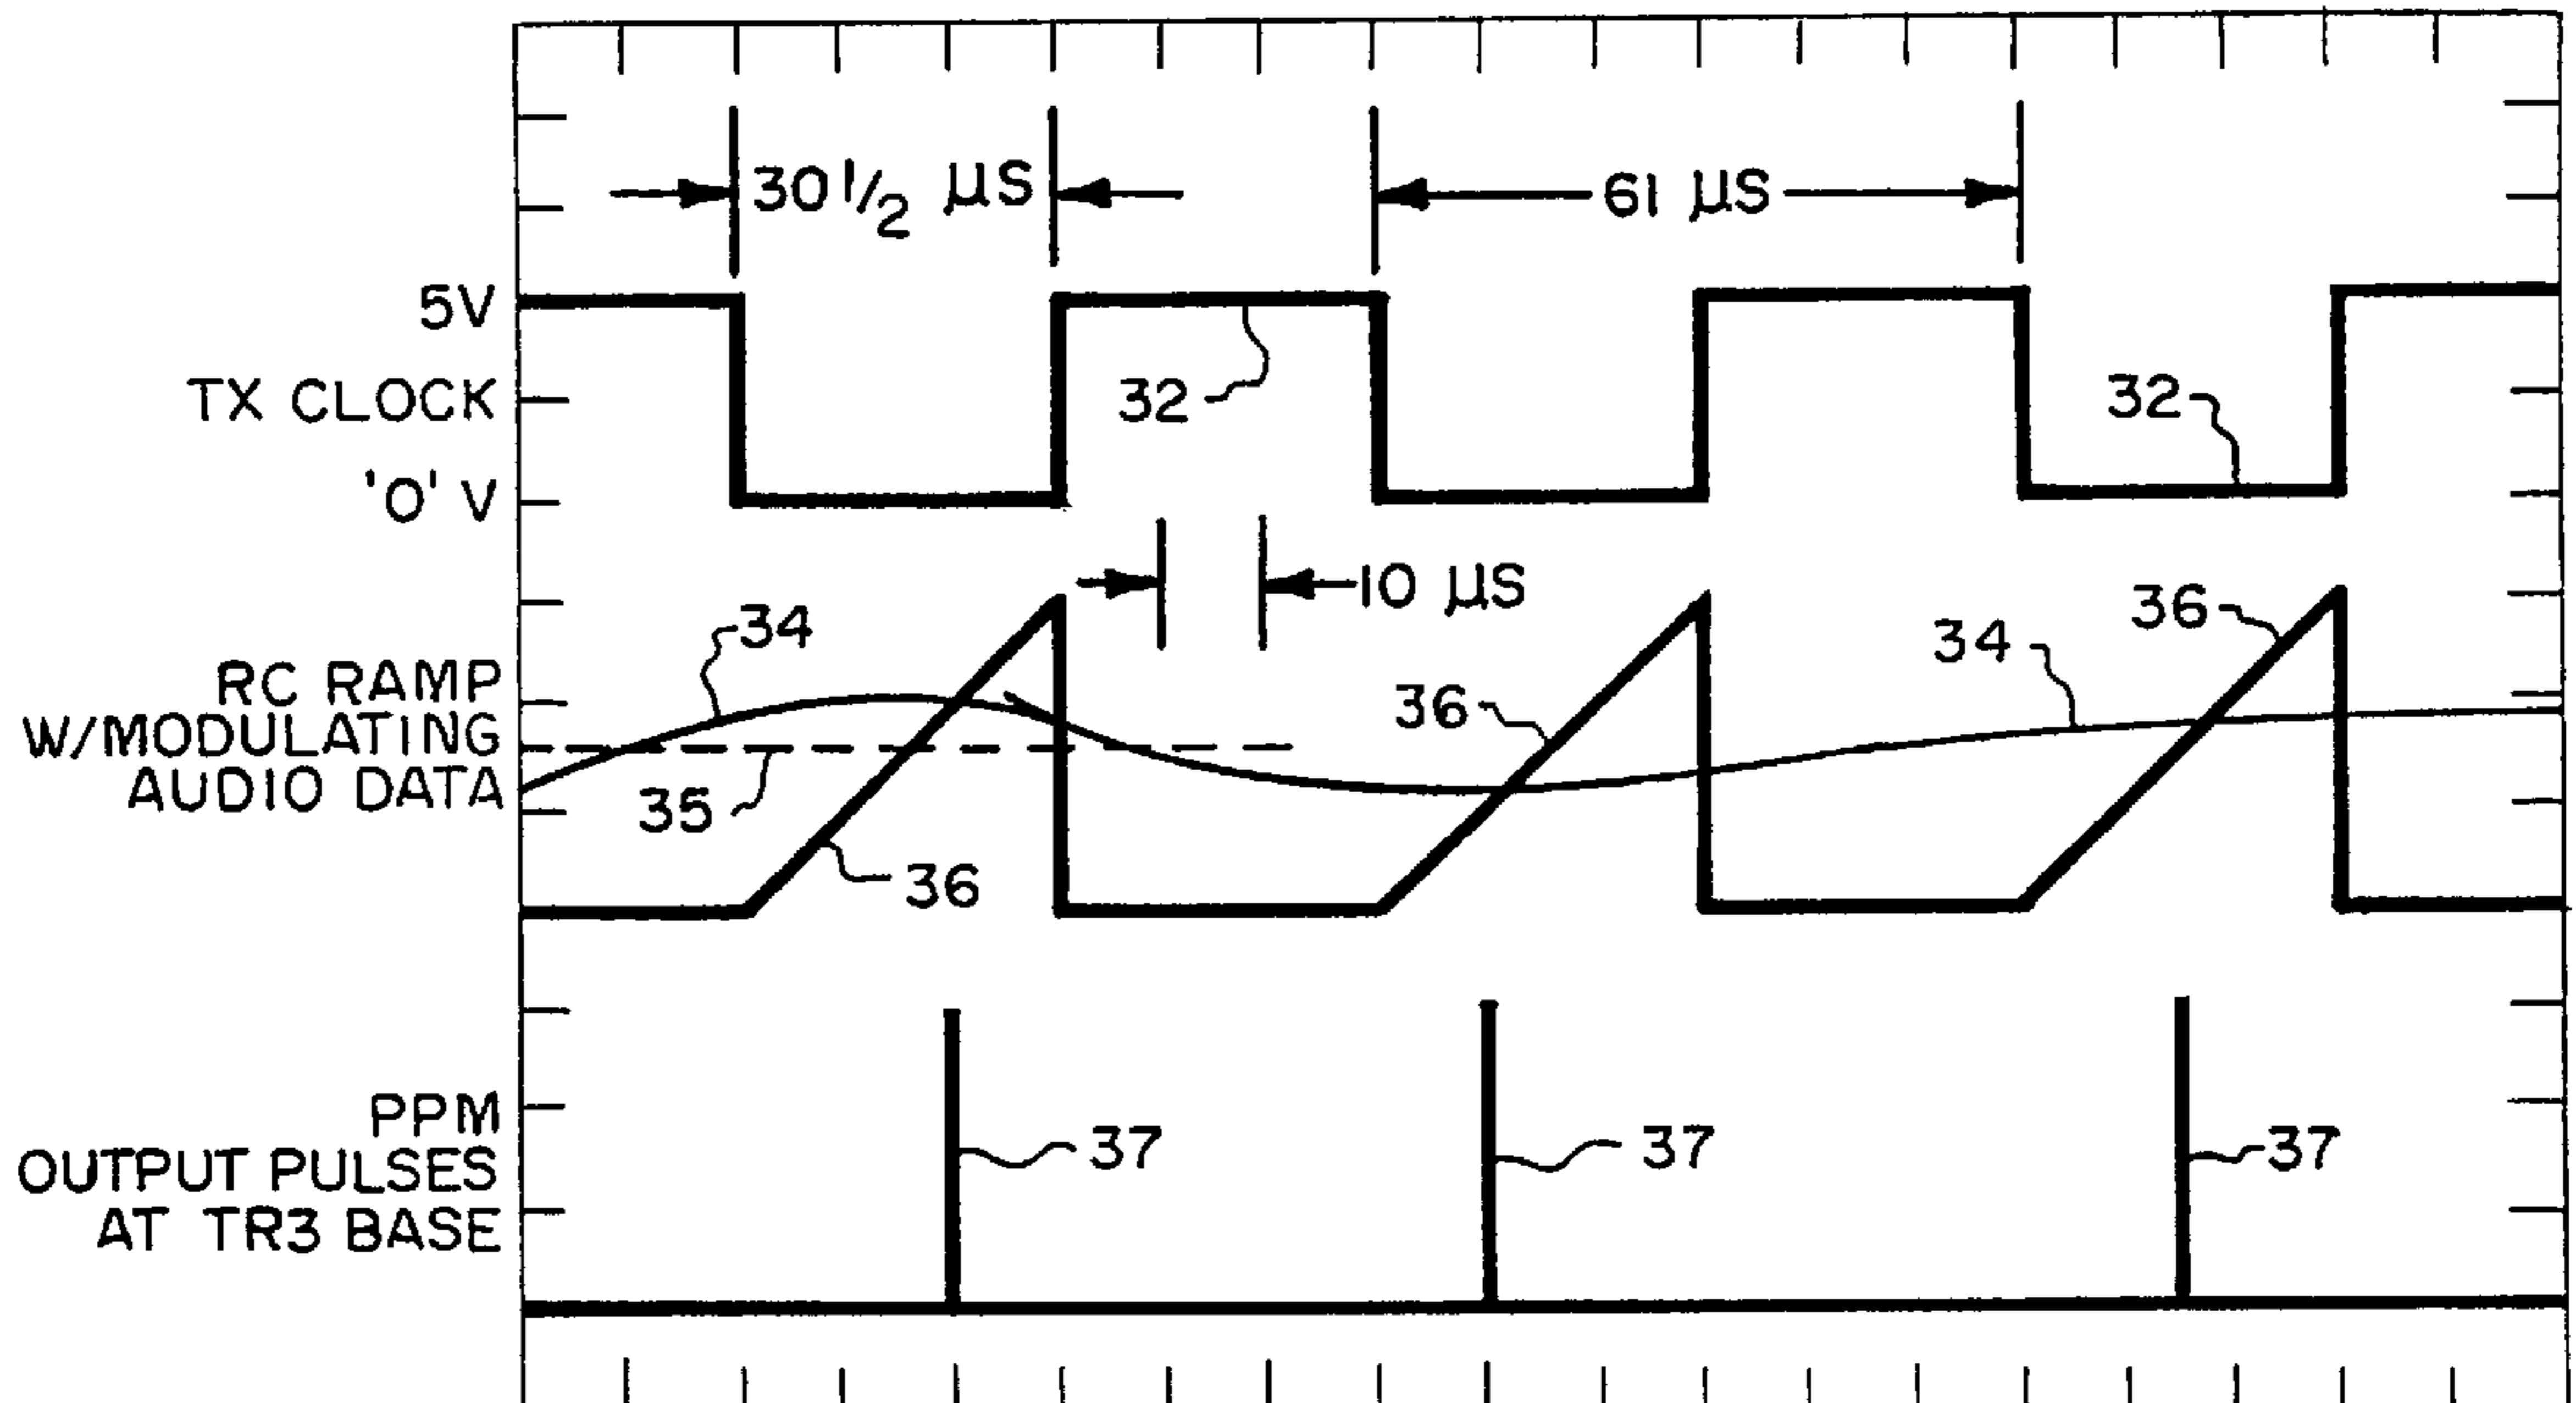 30 1/2 µS
61 µS
5V
TX CLOCK
'0' V
32
32
10 µS
34
36
34
36
RC RAMP
W/MODULATING
AUDIO DATA
35
36
PPM
OUTPUT PULSES
AT TR3 BASE
37
37
37